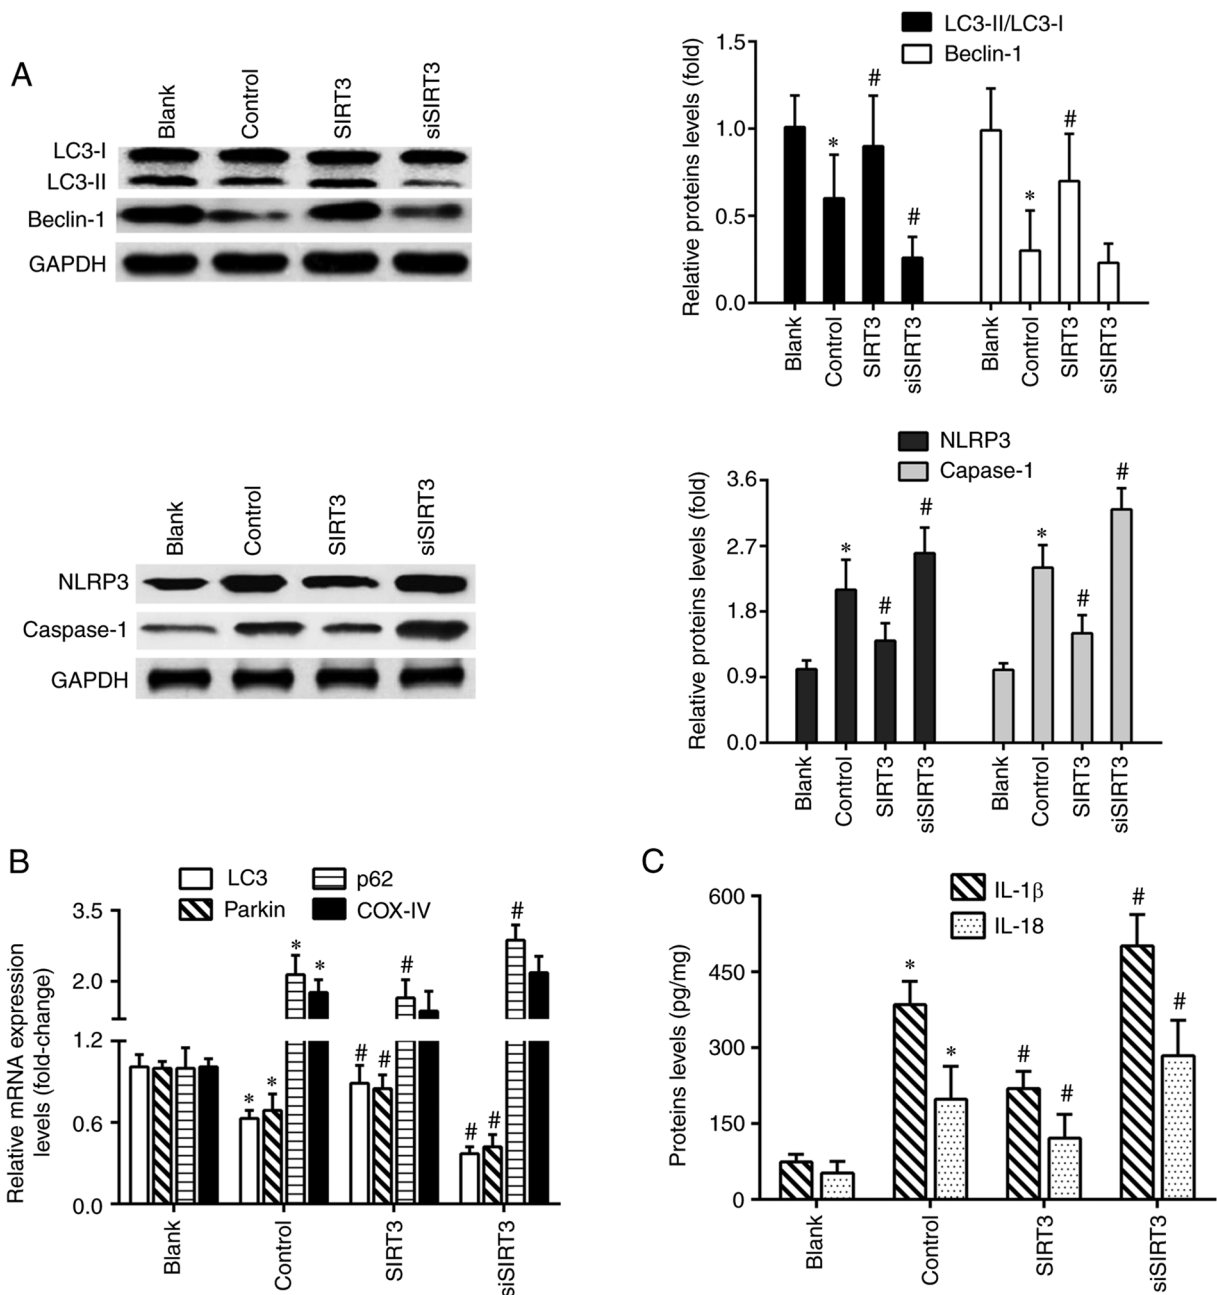 A
Blank
Control
SIRT3
siSIRT3
LC3-I
LC3-II
Beclin-1
GAPDH
LC3-II/LC3-I
Beclin-1
Relative proteins levels (fold)
1.5
1.0
0.5
0.0
*
#
#
*
#
Blank
Control
SIRT3
siSIRT3
Blank
Control
SIRT3
siSIRT3
Blank
Control
SIRT3
siSIRT3
NLRP3
Caspase-1
GAPDH
NLRP3
Capase-1
Relative proteins levels (fold)
3.6
2.7
1.8
0.9
0.0
*
#
#
*
#
#
Blank
Control
SIRT3
siSIRT3
Blank
Control
SIRT3
siSIRT3
B
LC3
p62
Parkin
COX-IV
Relative mRNA expression
levels (fold-change)
3.5
2.0
1.2
0.6
0.0
*
*
*
*
#
#
#
#
#
#
Blank
Control
SIRT3
siSIRT3
C
IL-1β
IL-18
Proteins levels (pg/mg)
600
450
300
150
0
*
*
#
#
#
#
Blank
Control
SIRT3
siSIRT3